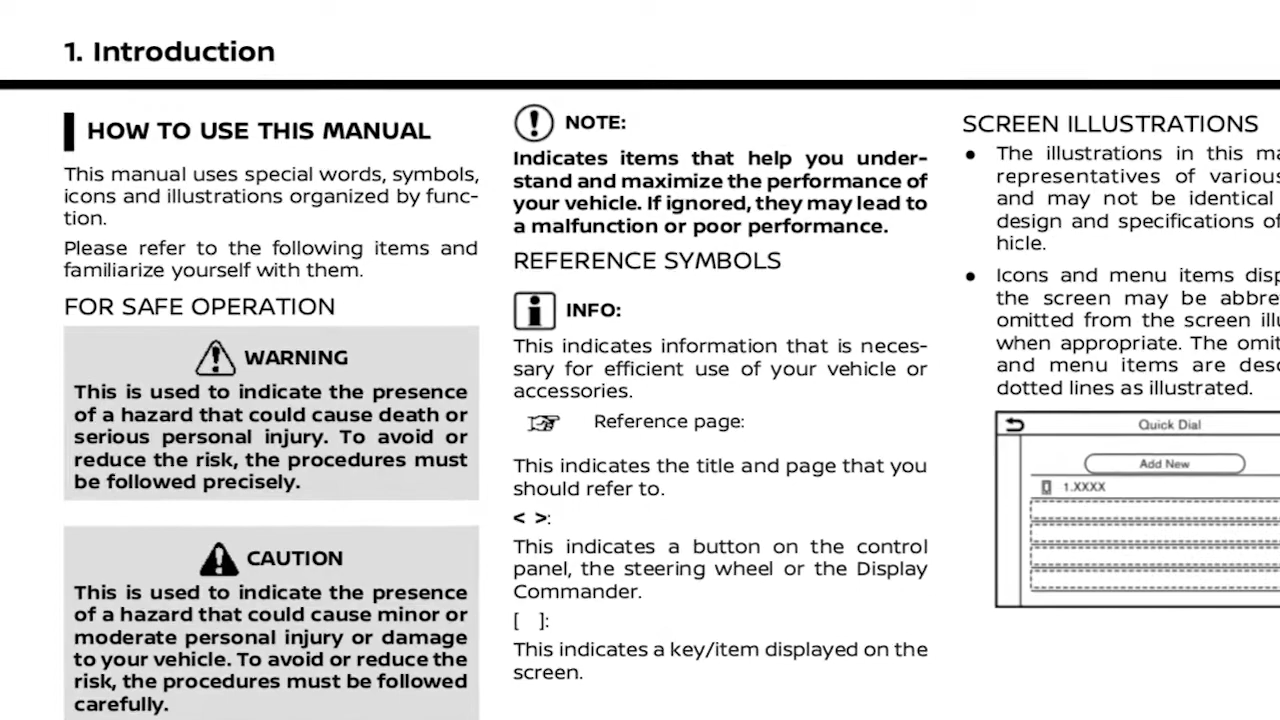 1. Introduction
HOW TO USE THIS MANUAL
This manual uses special words, symbols,
icons and illustrations organized by func-
tion.
Please refer to the following items and
familiarize yourself with them.
FOR SAFE OPERATION
WARNING
This is used to indicate the presence
of a hazard that could cause death or
serious personal injury. To avoid or
reduce the risk, the procedures must
be followed precisely.
CAUTION
This is used to indicate the presence
of a hazard that could cause minor or
moderate personal injury or damage
to your vehicle. To avoid or reduce the
risk, the procedures must be followed
carefully.
NOTE:
Indicates items that help you under-
stand and maximize the performance of
your vehicle. If ignored, they may lead to
a malfunction or poor performance.
REFERENCE SYMBOLS
INFO:
This indicates information that is neces-
sary for efficient use of your vehicle or
accessories.
Reference page:
This indicates the title and page that you
should refer to.
< >:
This indicates a button on the control
panel, the steering wheel or the Display
Commander.
[ ]:
This indicates a key/item displayed on the
screen.
SCREEN ILLUSTRATIONS
● The illustrations in this ma
representatives of various
and may not be identical
design and specifications of
hicle.
● Icons and menu items disp
the screen may be abbre
omitted from the screen illu
when appropriate. The omit
and menu items are desc
dotted lines as illustrated.
Quick Dial
Add New
1.XXXX